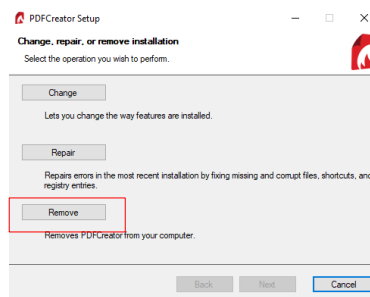 PDFCreator Setup
Change, repair, or remove installation
Select the operation you wish to perform.
Change
Lets you change the way features are installed.
Repair
Repairs errors in the most recent installation by fixing missing and corrupt files, shortcuts, and
registry entries.
Remove
Removes PDFCreator from your computer.
Back Next Cancel